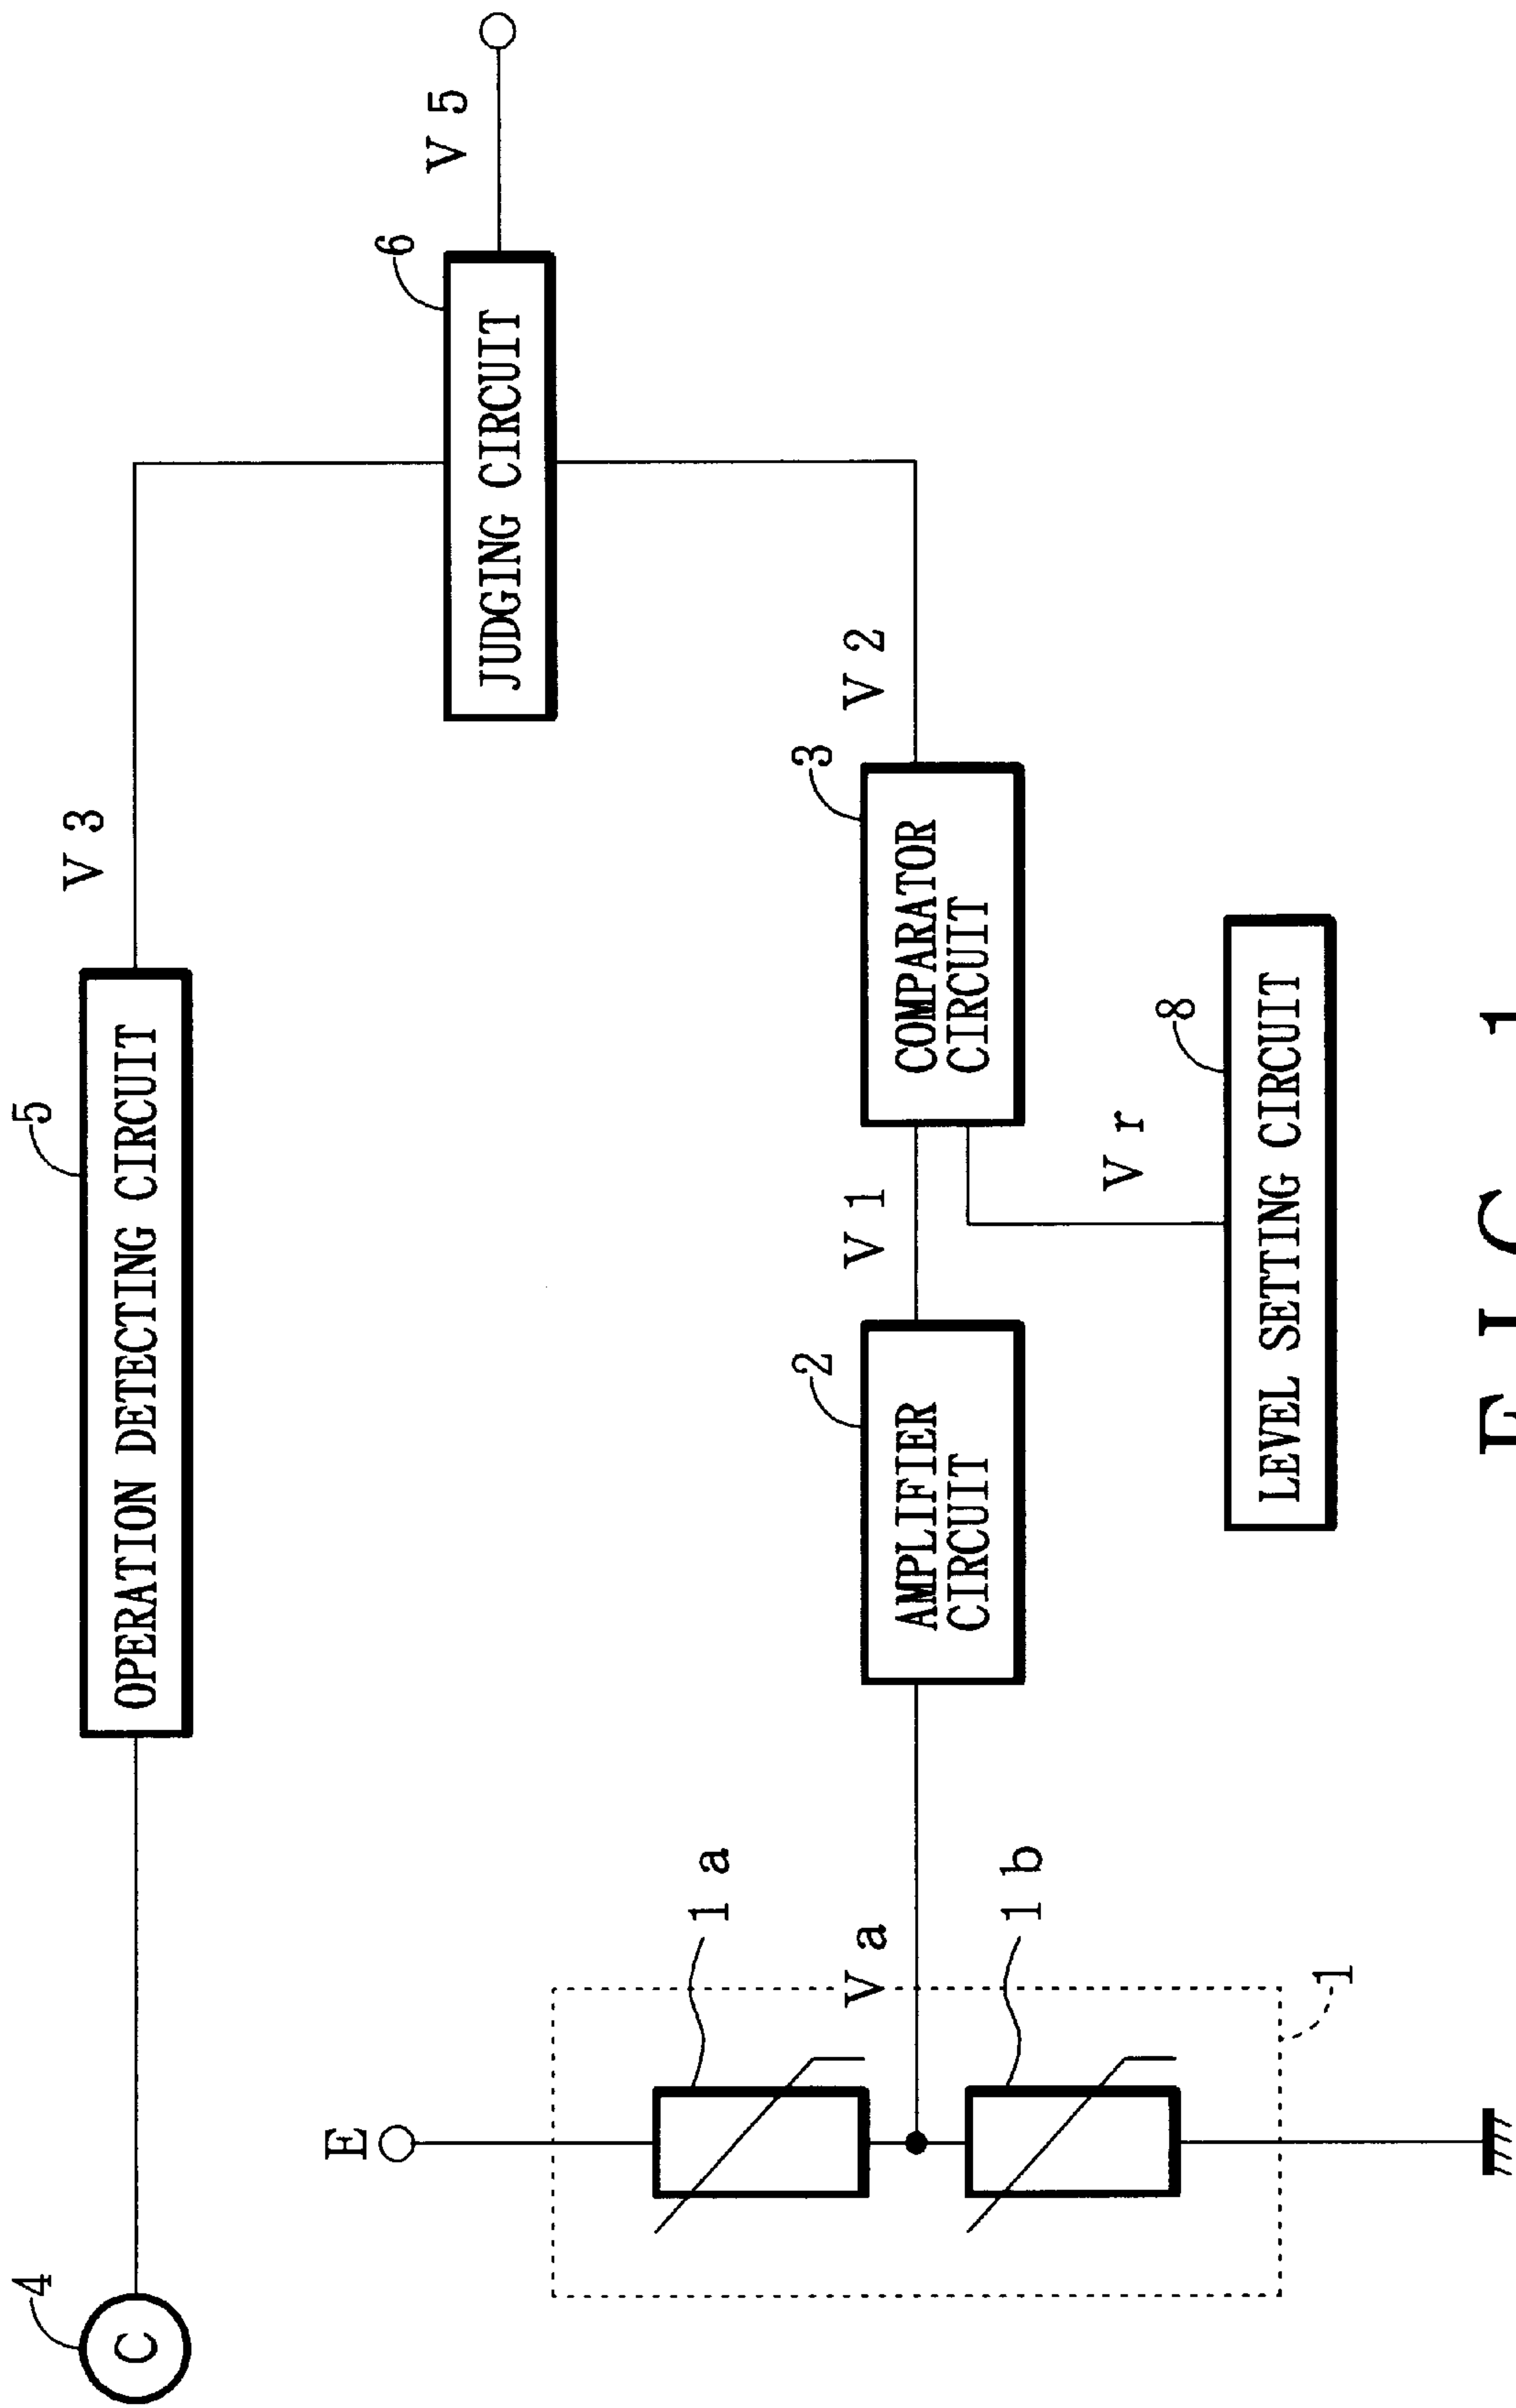 4
C
5
OPERATION DETECTING CIRCUIT
V 3
6
JUDGING CIRCUIT
V 5
E
1 a
V a
1 b
1
2
AMPLIFIER
CIRCUIT
V 1
3
COMPARATOR
CIRCUIT
V 2
V r
8
LEVEL SETTING CIRCUIT